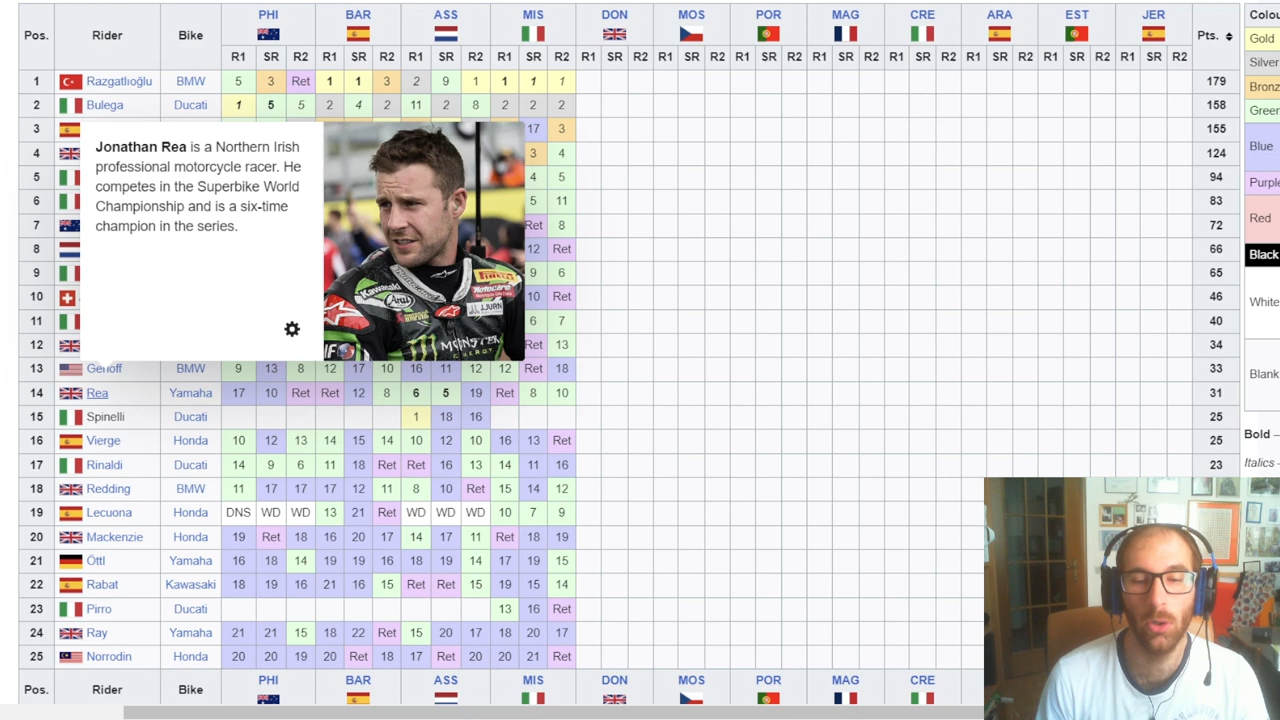 Pos. Rider Bike PHI BAR ASS MIS DON MOS POR MAG CRE ARA EST JER Pts. Colou
R1 SR R2 R1 SR R2 R1 SR R2 R1 SR R2 R1 SR R2 R1 SR R2 R1 SR R2 R1 SR R2 R1 SR R2 R1 SR R2 R1 SR R2 R1 SR R2
Gold
Silver
Bronz
Green
Blue
Purple
Red
Black
White
Blank
Bold –
Italics -
1 Razgatlıoğlu BMW 5 3 Ret 1 1 3 2 9 1 1 1 1 179
2 Bulega Ducati 1 5 5 2 4 2 11 2 8 2 2 2 158
3 17 3 155
4 3 4 124
5 4 5 94
6 5 11 83
7 Ret 8 72
8 12 Ret 66
9 9 6 65
10 10 Ret 46
11 6 7 40
12 Ret 13 34
Jonathan Rea is a Northern Irish
professional motorcycle racer. He
competes in the Superbike World
Championship and is a six-time
champion in the series.
Kawasaki
Arai
PIRELLI
MONSTER
ENERGY
13 Gerloff BMW 9 13 8 12 17 10 16 11 12 12 Ret 18 33
14 Rea Yamaha 17 10 Ret Ret 12 8 6 5 19 Ret 8 10 31
15 Spinelli Ducati 1 18 16 25
16 Vierge Honda 10 12 13 14 15 14 10 12 10 16 13 Ret 25
17 Rinaldi Ducati 14 9 6 11 18 Ret Ret 16 13 14 11 16 23
18 Redding BMW 11 17 17 17 12 11 8 10 Ret 15 14 12
19 Lecuona Honda DNS WD WD 13 21 Ret WD WD WD 10 7 9
20 Mackenzie Honda 19 Ret 18 16 20 17 14 17 11 Ret 18 19
21 Öttl Yamaha 16 18 14 19 19 16 18 19 14 17 19 15
22 Rabat Kawasaki 18 19 16 21 16 15 Ret Ret 15 19 15 14
23 Pirro Ducati 13 16 Ret
24 Ray Yamaha 21 21 15 18 22 Ret 15 20 17 18 20 17
25 Norrodin Honda 20 20 19 20 Ret 18 17 Ret 20 20 21 Ret
Pos. Rider Bike PHI BAR ASS MIS DON MOS POR MAG CRE